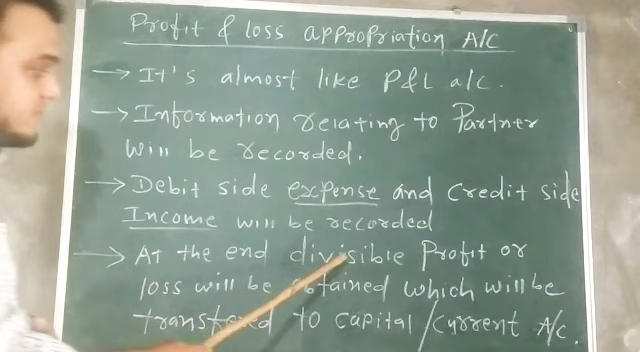 Profit & loss appropriation A/C
→ It's almost like P&L a/c.
→ Information relating to Partner
will be recorded.
→ Debit side expense and Credit side
Income will be recorded
→ At the end divisible Profit or
loss will be obtained which will be
transfered to capital/Current A/C.